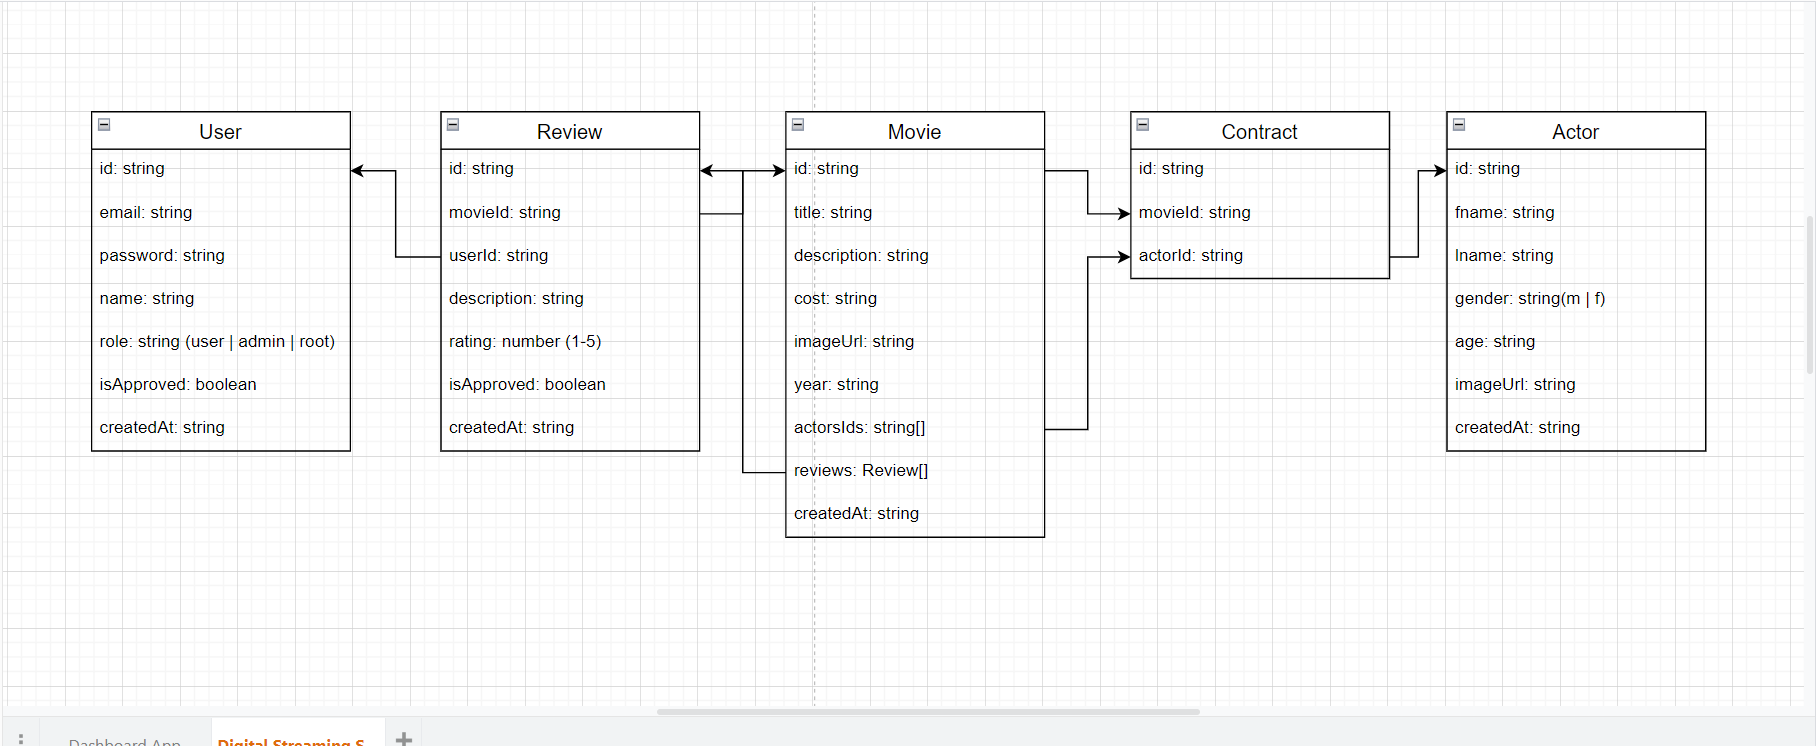 User
id: string
email: string
password: string
name: string
role: string (user | admin | root)
isApproved: boolean
createdAt: string
Review
id: string
movieId: string
userId: string
description: string
rating: number (1-5)
isApproved: boolean
createdAt: string
Movie
id: string
title: string
description: string
cost: string
imageUrl: string
year: string
actorsIds: string[]
reviews: Review[]
createdAt: string
Contract
id: string
movieId: string
actorId: string
Actor
id: string
fname: string
lname: string
gender: string(m | f)
age: string
imageUrl: string
createdAt: string
Dashboard App
Digital Streaming S